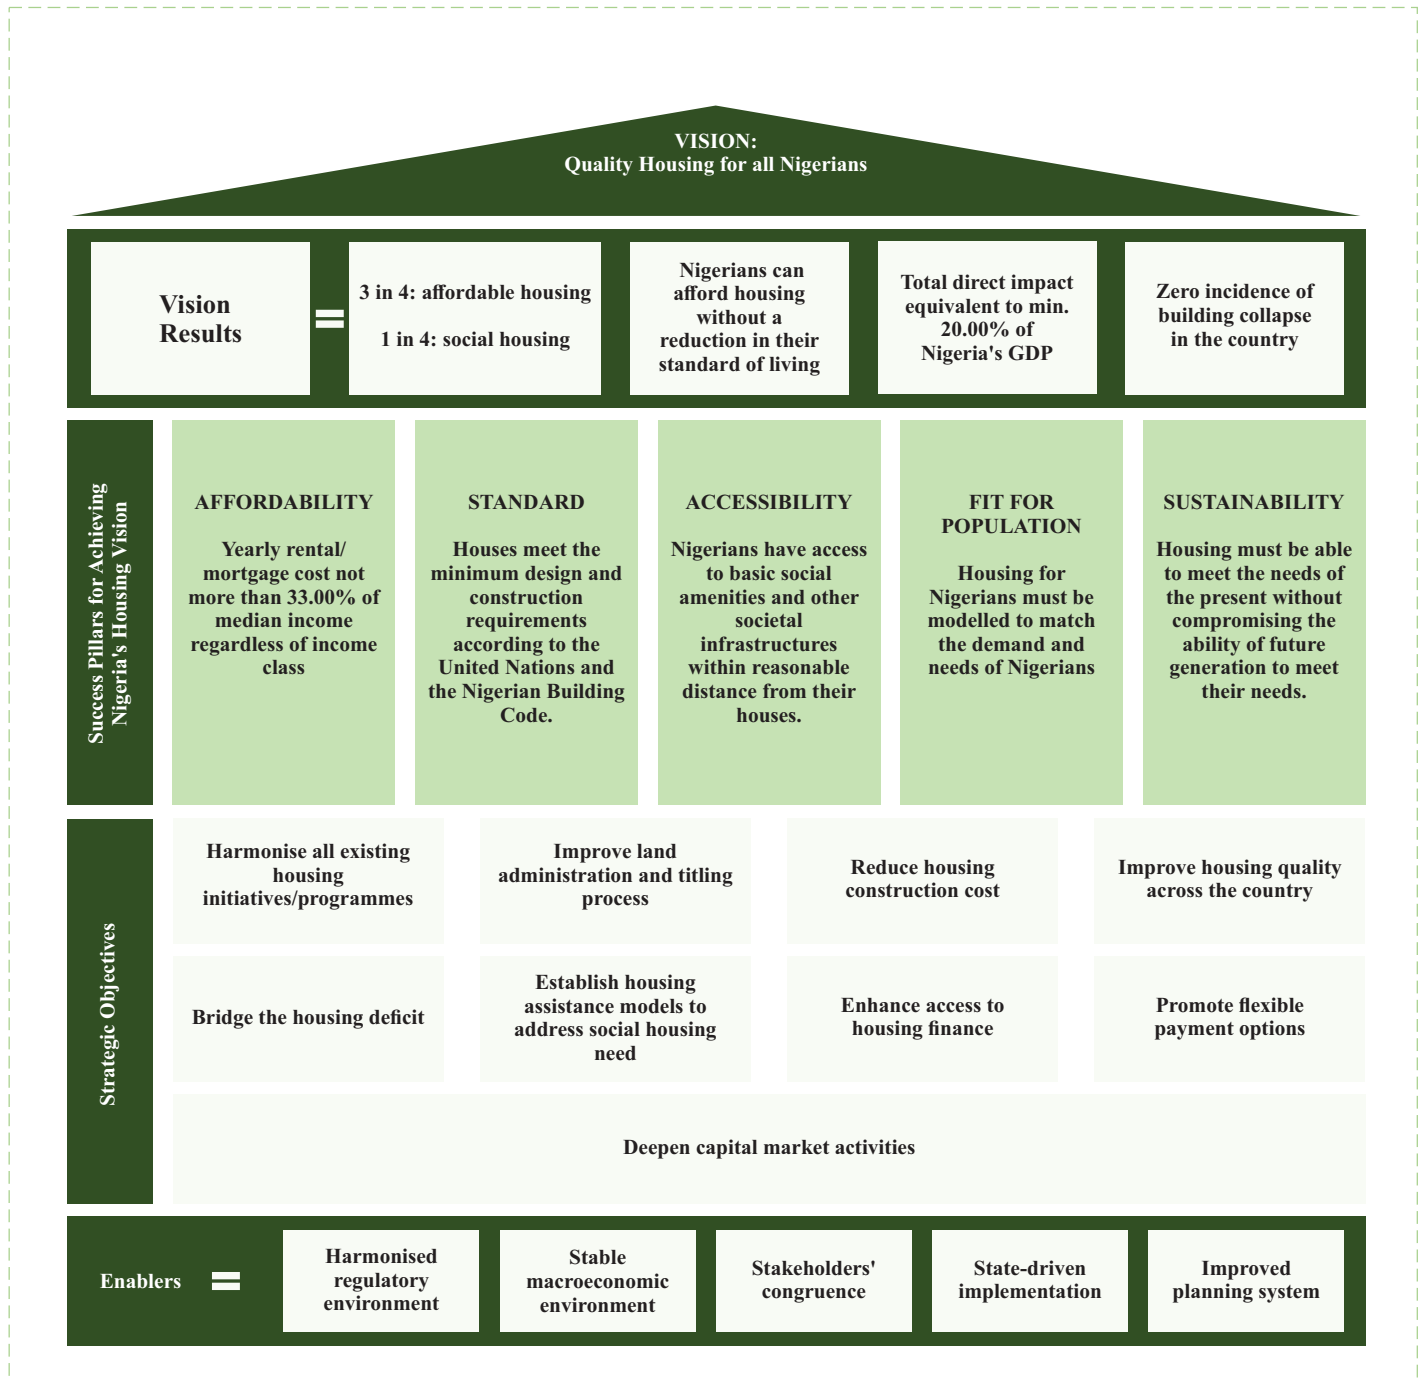 VISION:
Quality Housing for all Nigerians
Vision
Results
=
3 in 4: affordable housing
1 in 4: social housing
Nigerians can
afford housing
without a
reduction in their
standard of living
Total direct impact
equivalent to min.
20.00% of
Nigeria's GDP
Zero incidence of
building collapse
in the country
Success Pillars for Achieving
Nigeria's Housing Vision
AFFORDABILITY
Yearly rental/
mortgage cost not
more than 33.00% of
median income
regardless of income
class
STANDARD
Houses meet the
minimum design and
construction
requirements
according to the
United Nations and
the Nigerian Building
Code.
ACCESSIBILITY
Nigerians have access
to basic social
amenities and other
societal
infrastructures
within reasonable
distance from their
houses.
FIT FOR
POPULATION
Housing for
Nigerians must be
modelled to match
the demand and
needs of Nigerians
SUSTAINABILITY
Housing must be able
to meet the needs of
the present without
compromising the
ability of future
generation to meet
their needs.
Strategic Objectives
Harmonise all existing
housing
initiatives/programmes
Improve land
administration and titling
process
Reduce housing
construction cost
Improve housing quality
across the country
Bridge the housing deficit
Establish housing
assistance models to
address social housing
need
Enhance access to
housing finance
Promote flexible
payment options
Deepen capital market activities
Enablers
=
Harmonised
regulatory
environment
Stable
macroeconomic
environment
Stakeholders'
congruence
State-driven
implementation
Improved
planning system